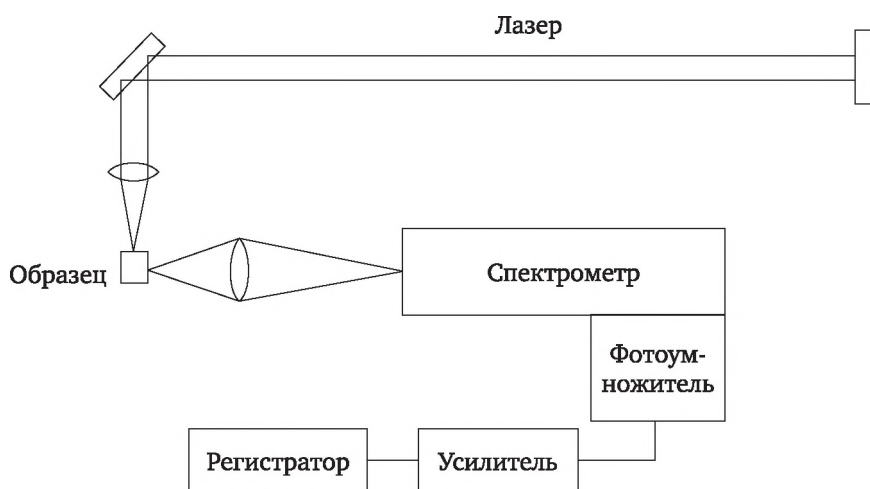 Лазер
Образец
Спектрометр
Фотоум-
ножитель
Регистратор
Усилитель